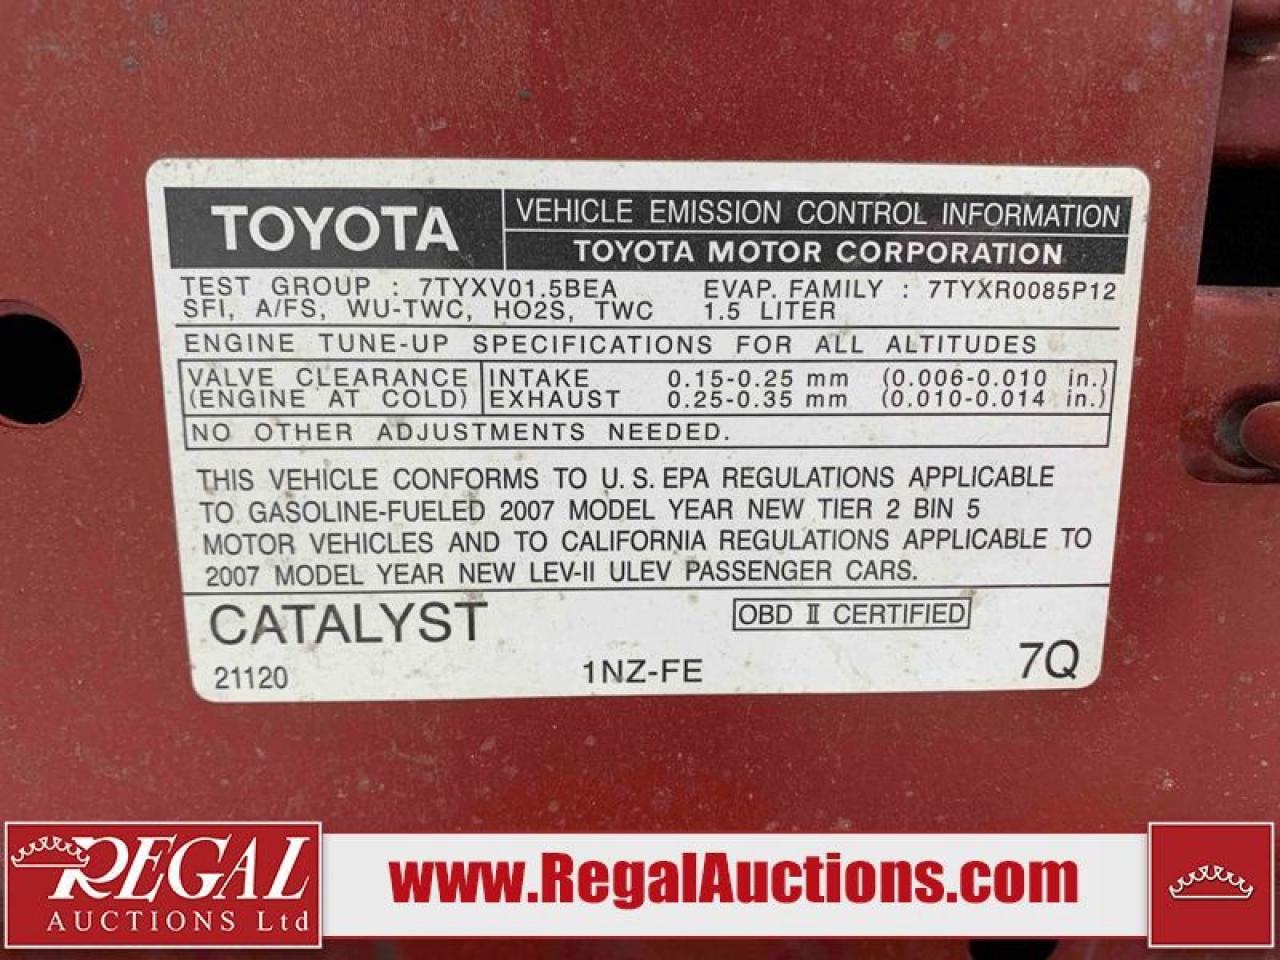 TOYOTA
VEHICLE EMISSION CONTROL INFORMATION
TOYOTA MOTOR CORPORATION
TEST GROUP : 7TYXV01.5BEA EVAP. FAMILY : 7TYXR0085P12
SFI, A/FS, WU-TWC, HO2S, TWC 1.5 LITER
ENGINE TUNE-UP SPECIFICATIONS FOR ALL ALTITUDES
VALVE CLEARANCE INTAKE 0.15-0.25 mm (0.006-0.010 in.)
(ENGINE AT COLD) EXHAUST 0.25-0.35 mm (0.010-0.014 in.)
NO OTHER ADJUSTMENTS NEEDED.
THIS VEHICLE CONFORMS TO U.S. EPA REGULATIONS APPLICABLE
TO GASOLINE-FUELED 2007 MODEL YEAR NEW TIER 2 BIN 5
MOTOR VEHICLES AND TO CALIFORNIA REGULATIONS APPLICABLE TO
2007 MODEL YEAR NEW LEV-II ULEV PASSENGER CARS.
CATALYST OBD II CERTIFIED
21120 1NZ-FE 7Q
REGAL
AUCTIONS Ltd
www.RegalAuctions.com